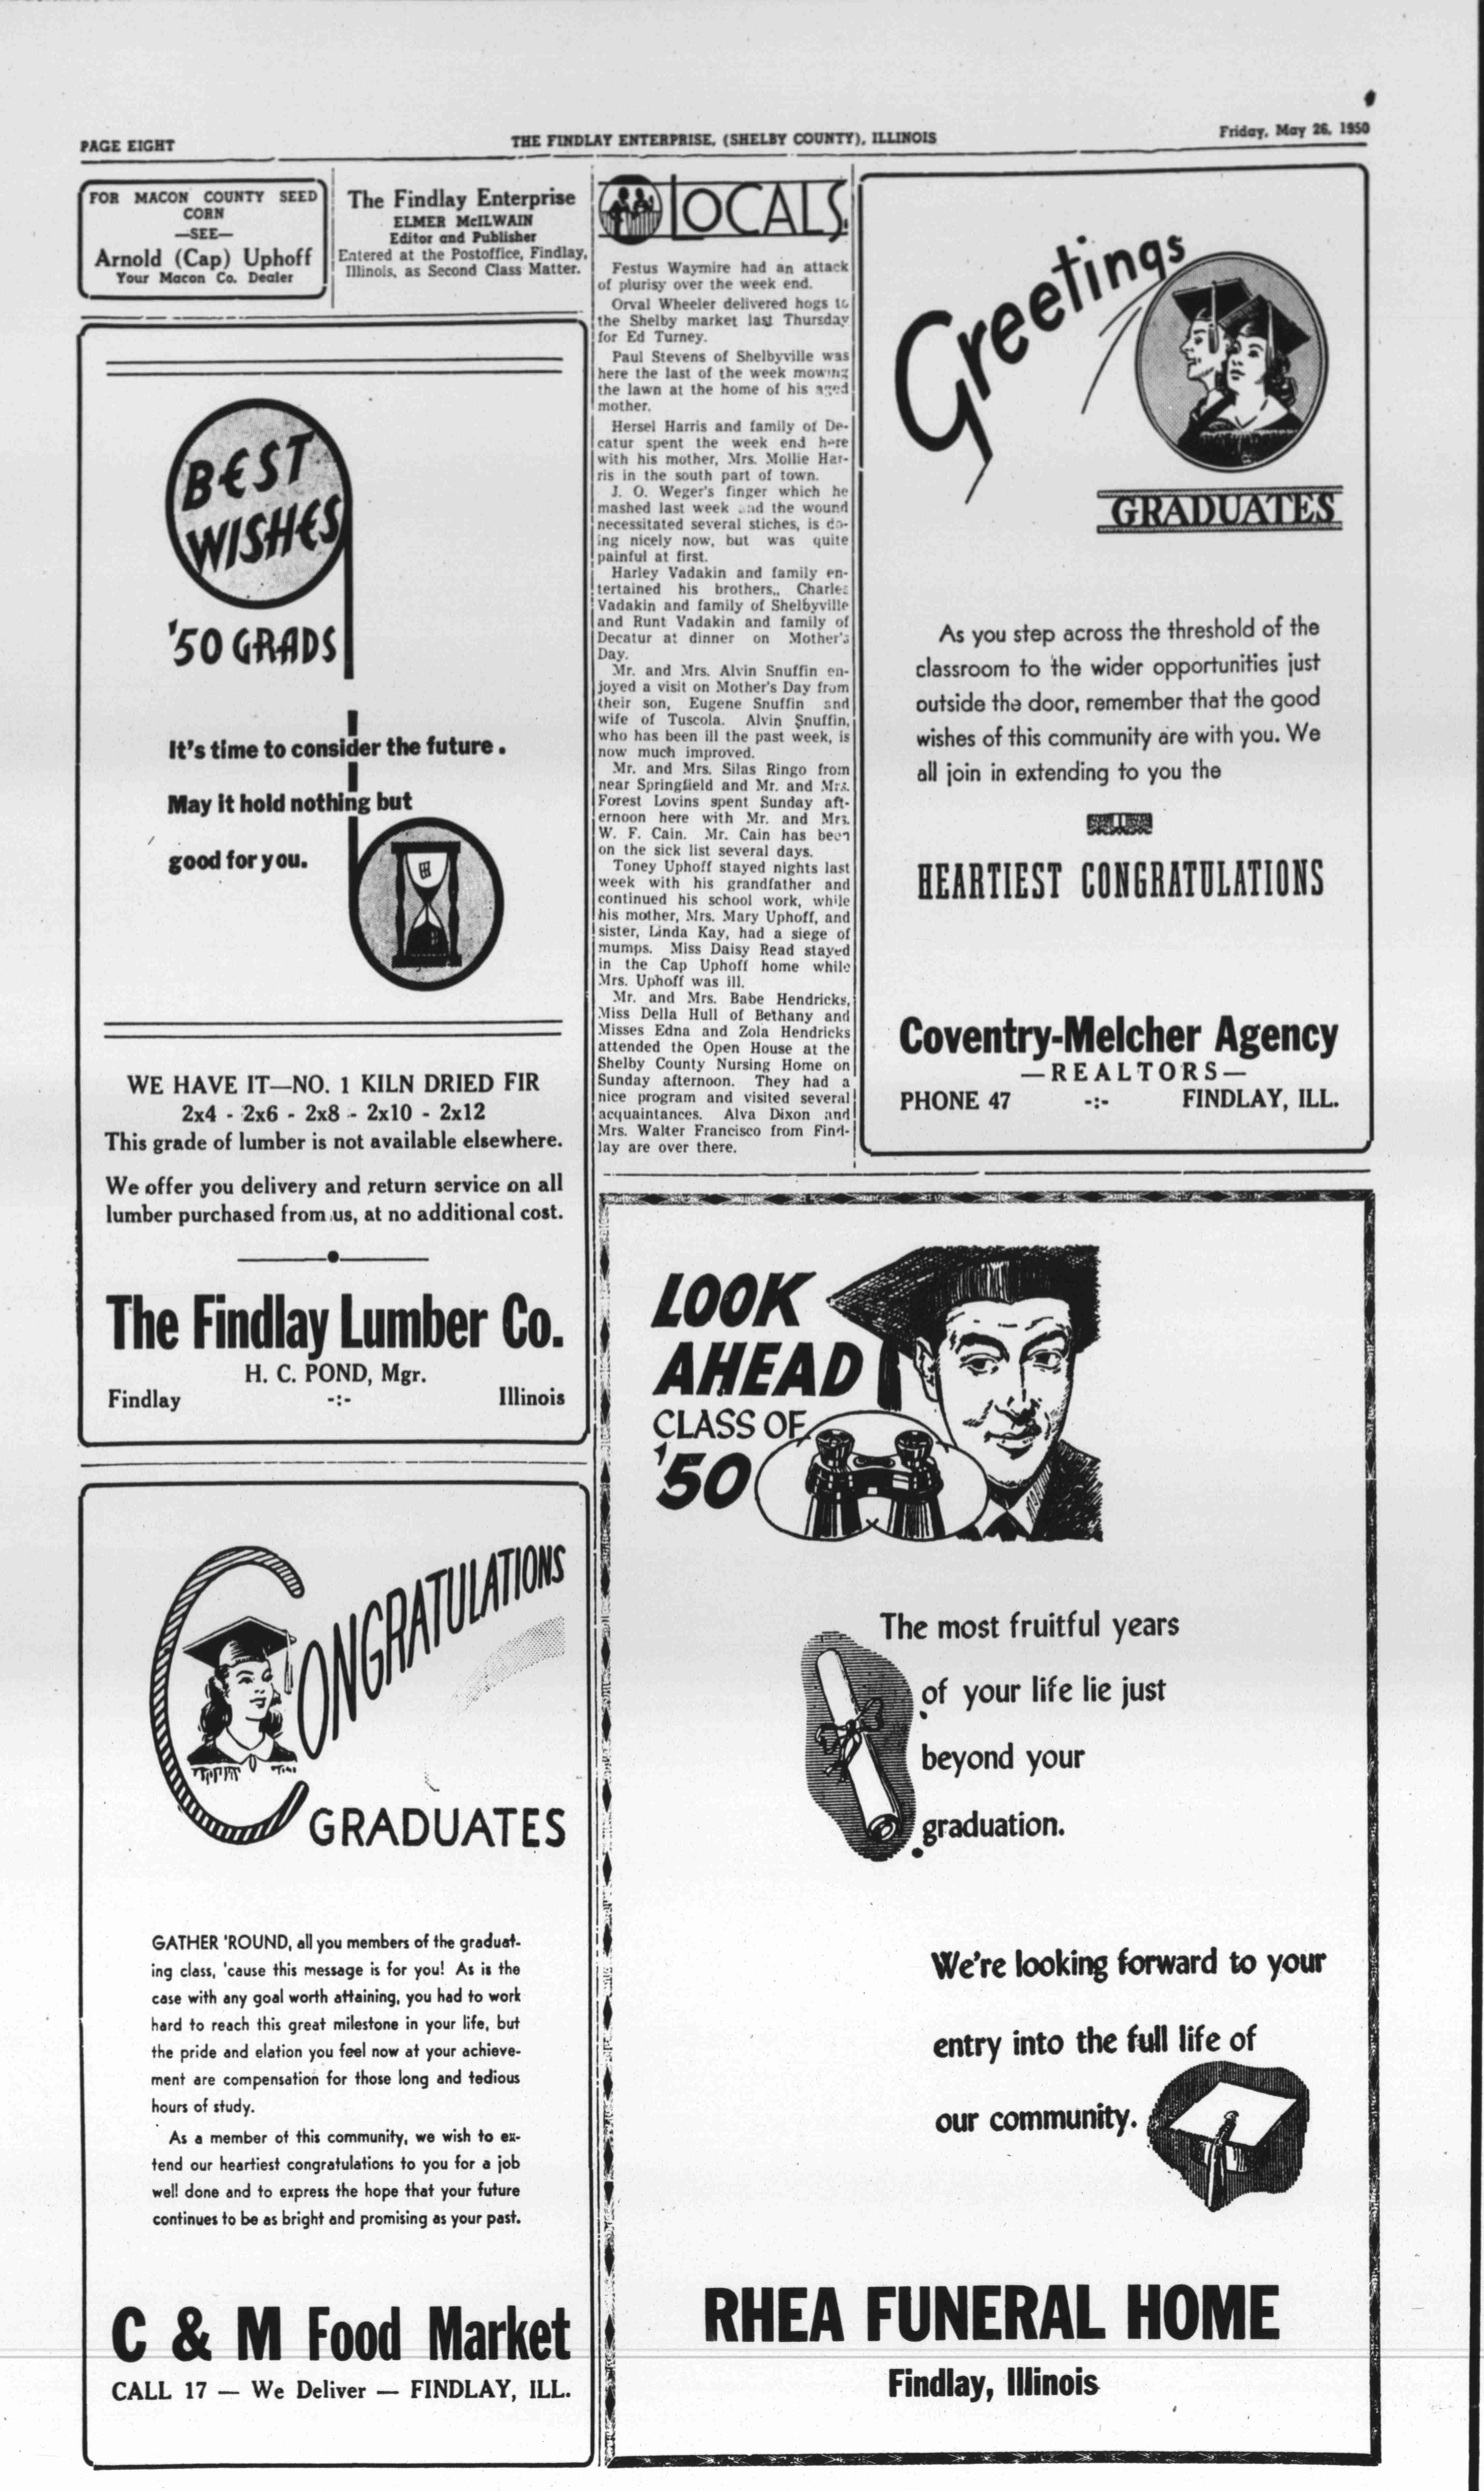 PAGE EIGHT
THE FINDLAY ENTERPRISE, (SHELBY COUNTY), ILLINOIS
Friday, May 26, 1950
FOR MACON COUNTY SEED
CORN
—SEE—
Arnold (Cap) Uphoff
Your Macon Co. Dealer
The Findlay Enterprise
ELMER McILWAIN
Editor and Publisher
Entered at the Postoffice, Findlay,
Illinois, as Second Class Matter.
BEST
WISHES
'50 GRADS
It's time to consider the future.
May it hold nothing but
good for you.
WE HAVE IT—NO. 1 KILN DRIED FIR
2x4 - 2x6 - 2x8 - 2x10 - 2x12
This grade of lumber is not available elsewhere.
We offer you delivery and return service on all
lumber purchased from us, at no additional cost.
The Findlay Lumber Co.
H. C. POND, Mgr.
Findlay -:- Illinois
CONGRATULATIONS
GRADUATES
GATHER 'ROUND, all you members of the graduat-
ing class, 'cause this message is for you! As is the
case with any goal worth attaining, you had to work
hard to reach this great milestone in your life, but
the pride and elation you feel now at your achieve-
ment are compensation for those long and tedious
hours of study.
As a member of this community, we wish to ex-
tend our heartiest congratulations to you for a job
well done and to express the hope that your future
continues to be as bright and promising as your past.
C & M Food Market
CALL 17 — We Deliver — FINDLAY, ILL.
LOCALS
Festus Waymire had an attack
of plurisy over the week end.
Orval Wheeler delivered hogs to
the Shelby market last Thursday
for Ed Turney.
Paul Stevens of Shelbyville was
here the last of the week mowing
the lawn at the home of his aged
mother.
Hersel Harris and family of De-
catur spent the week end here
with his mother, Mrs. Mollie Har-
ris in the south part of town.
J. O. Weger's finger which he
mashed last week and the wound
necessitated several stiches, is do-
ing nicely now, but was quite
painful at first.
Harley Vadakin and family en-
tertained his brothers,, Charles
Vadakin and family of Shelbyville
and Runt Vadakin and family of
Decatur at dinner on Mother's
Day.
Mr. and Mrs. Alvin Snuffin en-
joyed a visit on Mother's Day from
their son, Eugene Snuffin and
wife of Tuscola. Alvin Snuffin,
who has been ill the past week, is
now much improved.
Mr. and Mrs. Silas Ringo from
near Springfield and Mr. and Mrs.
Forest Lovins spent Sunday aft-
ernoon here with Mr. and Mrs.
W. F. Cain. Mr. Cain has been
on the sick list several days.
Toney Uphoff stayed nights last
week with his grandfather and
continued his school work, while
his mother, Mrs. Mary Uphoff, and
sister, Linda Kay, had a siege of
mumps. Miss Daisy Read stayed
in the Cap Uphoff home while
Mrs. Uphoff was ill.
Mr. and Mrs. Babe Hendricks,
Miss Della Hull of Bethany and
Misses Edna and Zola Hendricks
attended the Open House at the
Shelby County Nursing Home on
Sunday afternoon. They had a
nice program and visited several
acquaintances. Alva Dixon and
Mrs. Walter Francisco from Find-
lay are over there.
Greetings
GRADUATES
As you step across the threshold of the
classroom to the wider opportunities just
outside the door, remember that the good
wishes of this community are with you. We
all join in extending to you the
HEARTIEST CONGRATULATIONS
Coventry-Melcher Agency
—REALTORS—
PHONE 47 -:- FINDLAY, ILL.
LOOK
AHEAD
CLASS OF
'50
The most fruitful years
of your life lie just
beyond your
graduation.
We're looking forward to your
entry into the full life of
our community.
RHEA FUNERAL HOME
Findlay, Illinois